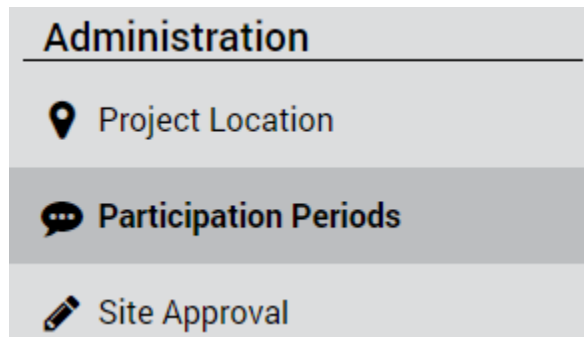 Administration
Project Location
Participation Periods
Site Approval